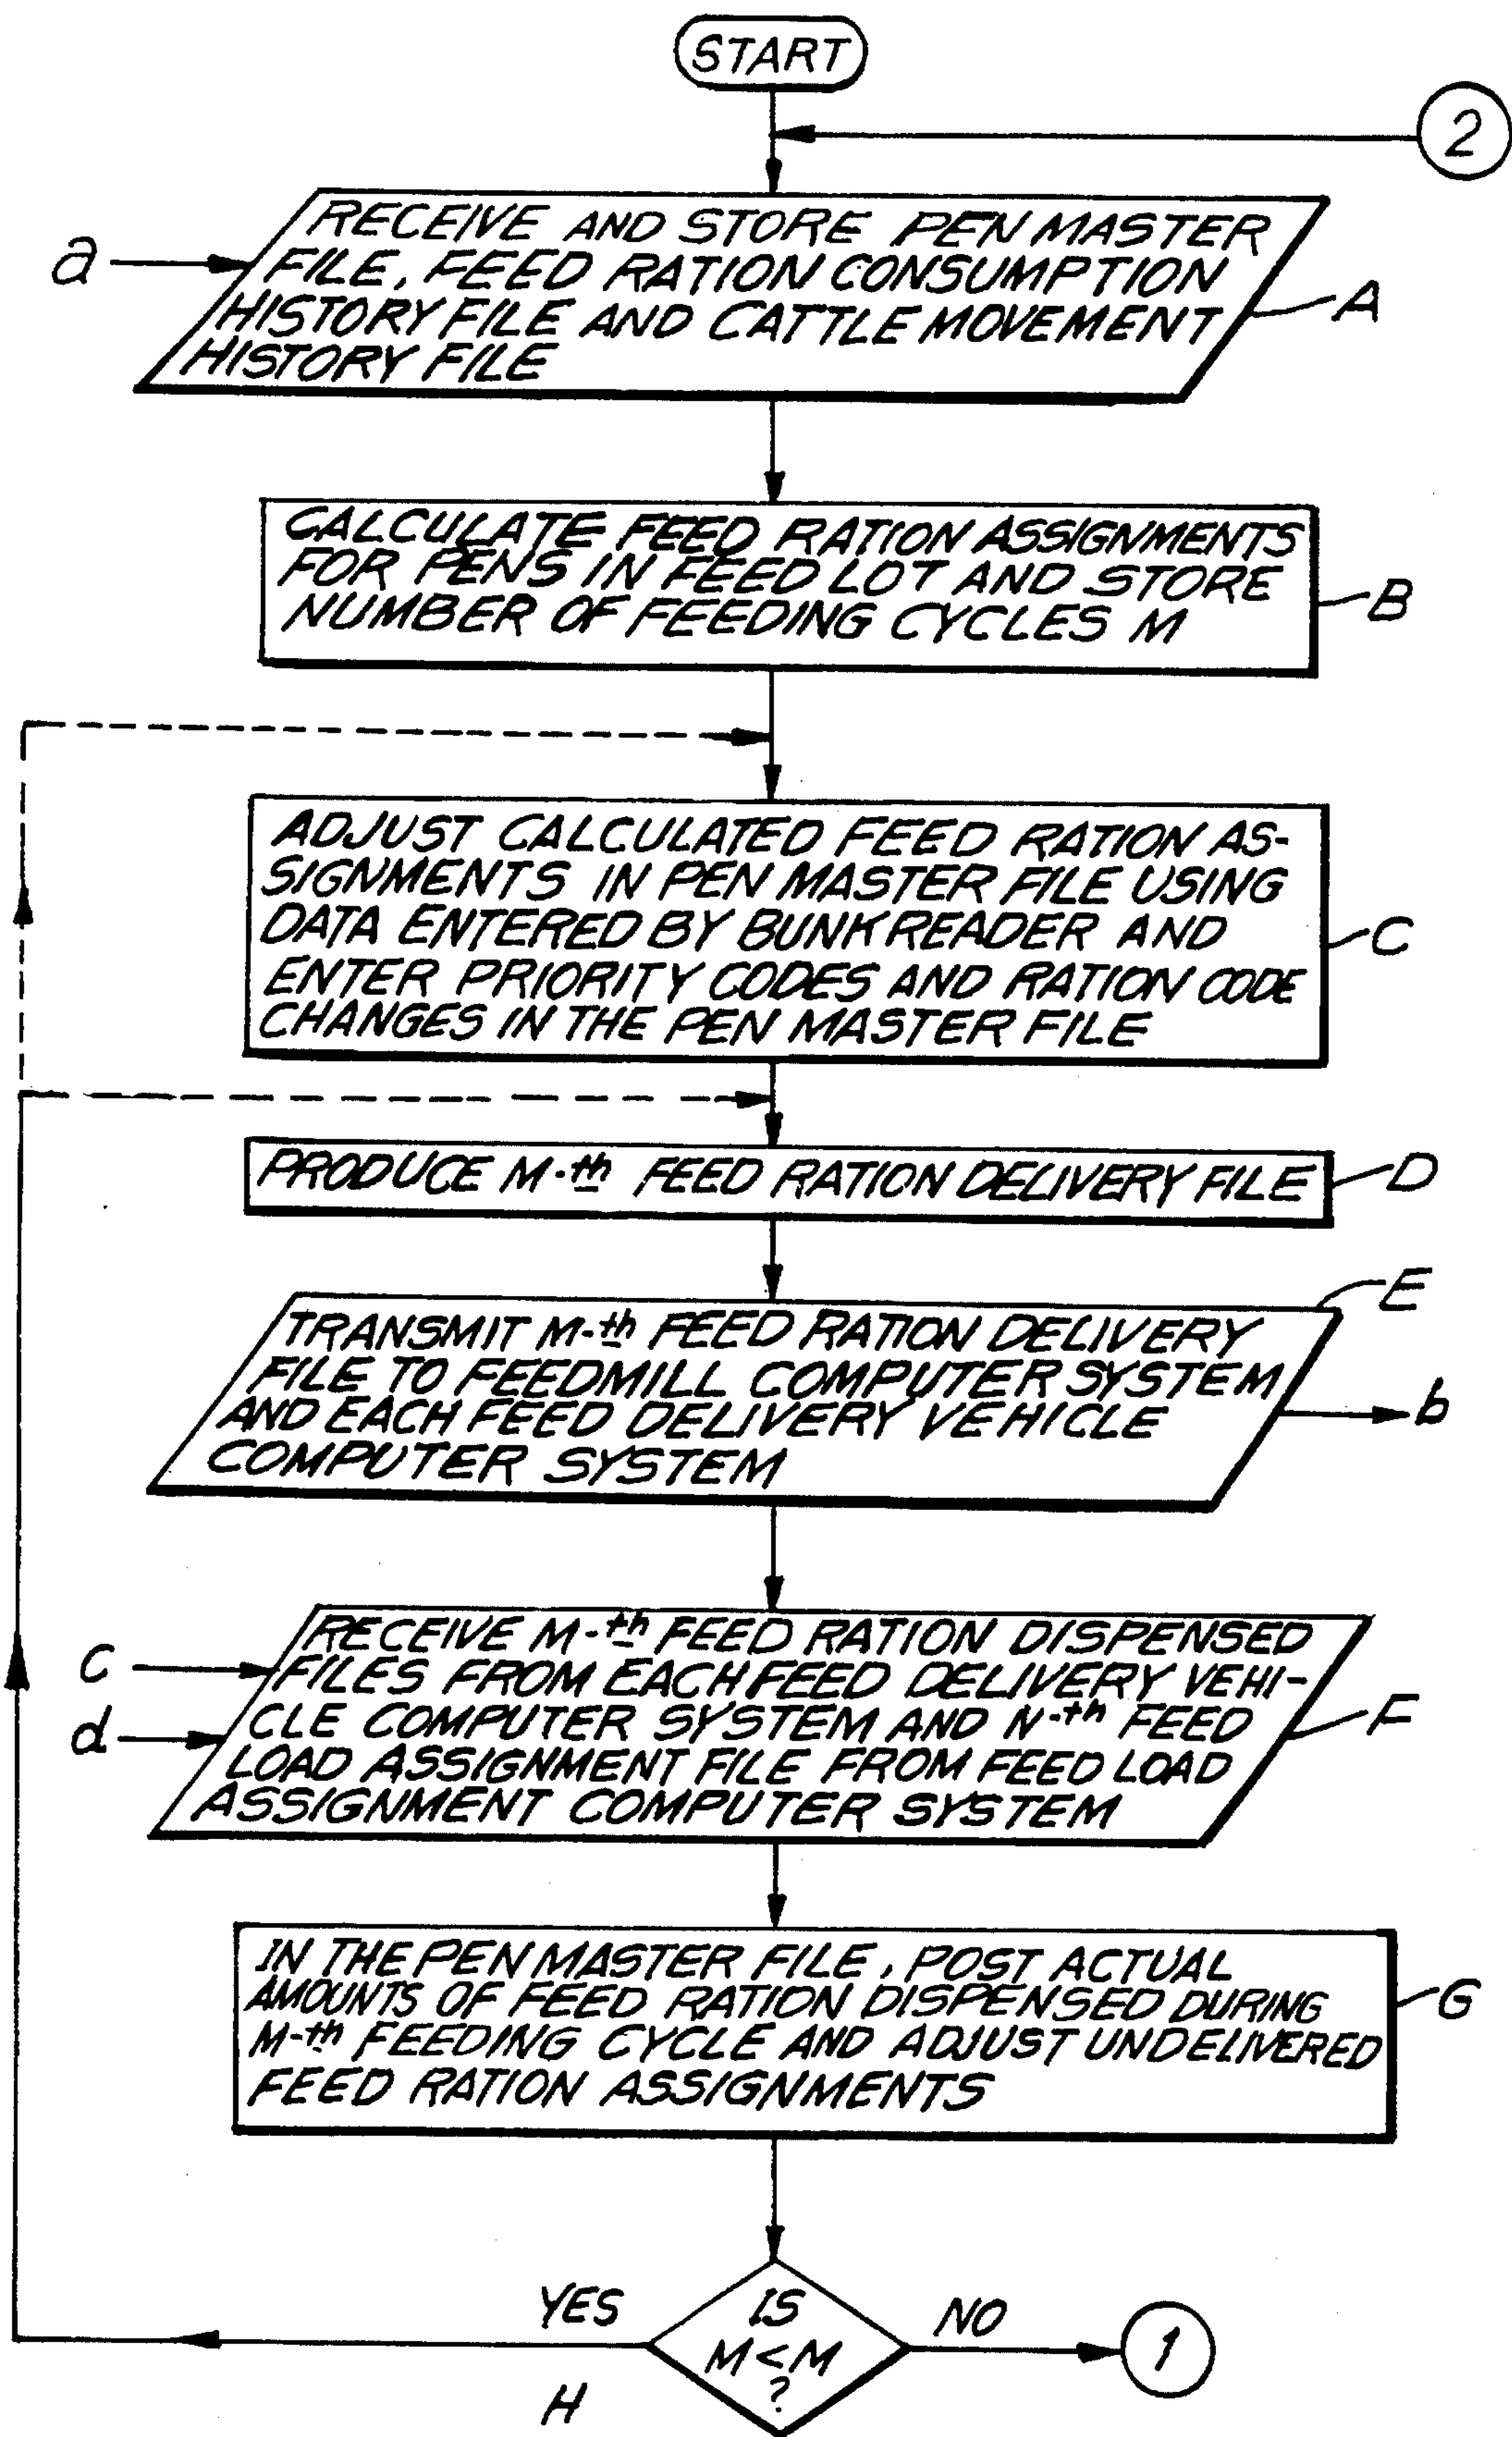 START
2
RECEIVE AND STORE PEN MASTER
FILE, FEED RATION CONSUMPTION
HISTORY FILE AND CATTLE MOVEMENT
HISTORY FILE
a
A
CALCULATE FEED RATION ASSIGNMENTS
FOR PENS IN FEED LOT AND STORE
NUMBER OF FEEDING CYCLES M
B
ADJUST CALCULATED FEED RATION AS-
SIGNMENTS IN PEN MASTER FILE USING
DATA ENTERED BY BUNK READER AND
ENTER PRIORITY CODES AND RATION CODE
CHANGES IN THE PEN MASTER FILE
C
PRODUCE M-th FEED RATION DELIVERY FILE
D
E
TRANSMIT M-th FEED RATION DELIVERY
FILE TO FEEDMILL COMPUTER SYSTEM
AND EACH FEED DELIVERY VEHICLE
COMPUTER SYSTEM
b
RECEIVE M-th FEED RATION DISPENSED
FILES FROM EACH FEED DELIVERY VEHI-
CLE COMPUTER SYSTEM AND N-th FEED
LOAD ASSIGNMENT FILE FROM FEED LOAD
ASSIGNMENT COMPUTER SYSTEM
c
d
F
IN THE PEN MASTER FILE, POST ACTUAL
AMOUNTS OF FEED RATION DISPENSED DURING
M-th FEEDING CYCLE AND ADJUST UNDELIVERED
FEED RATION ASSIGNMENTS
G
YES
IS
M<M
?
NO
1
H